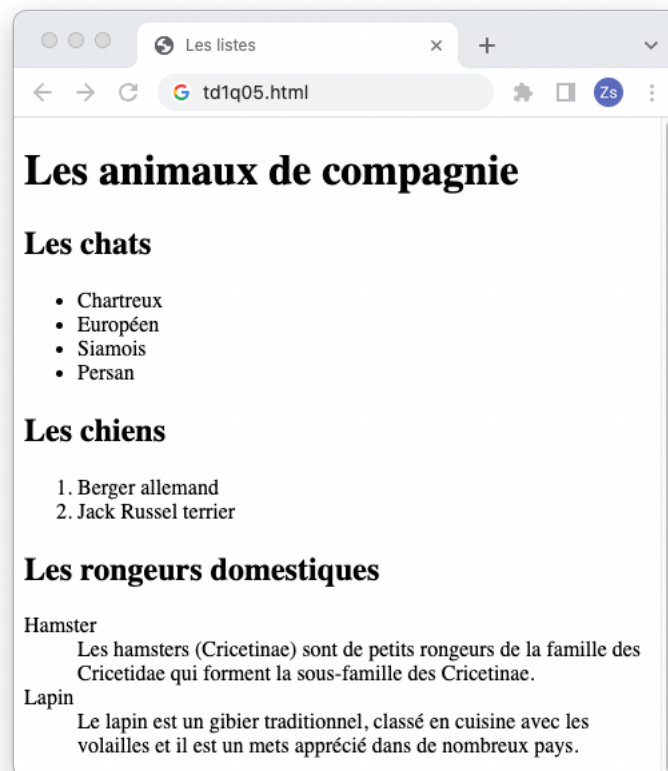 Les listes
td1q05.html
Zs
Les animaux de compagnie
Les chats
• Chartreux
• Européen
• Siamois
• Persan
Les chiens
1. Berger allemand
2. Jack Russel terrier
Les rongeurs domestiques
Hamster
Les hamsters (Cricetinae) sont de petits rongeurs de la famille des
Cricetidae qui forment la sous-famille des Cricetinae.
Lapin
Le lapin est un gibier traditionnel, classé en cuisine avec les
volailles et il est un mets apprécié dans de nombreux pays.